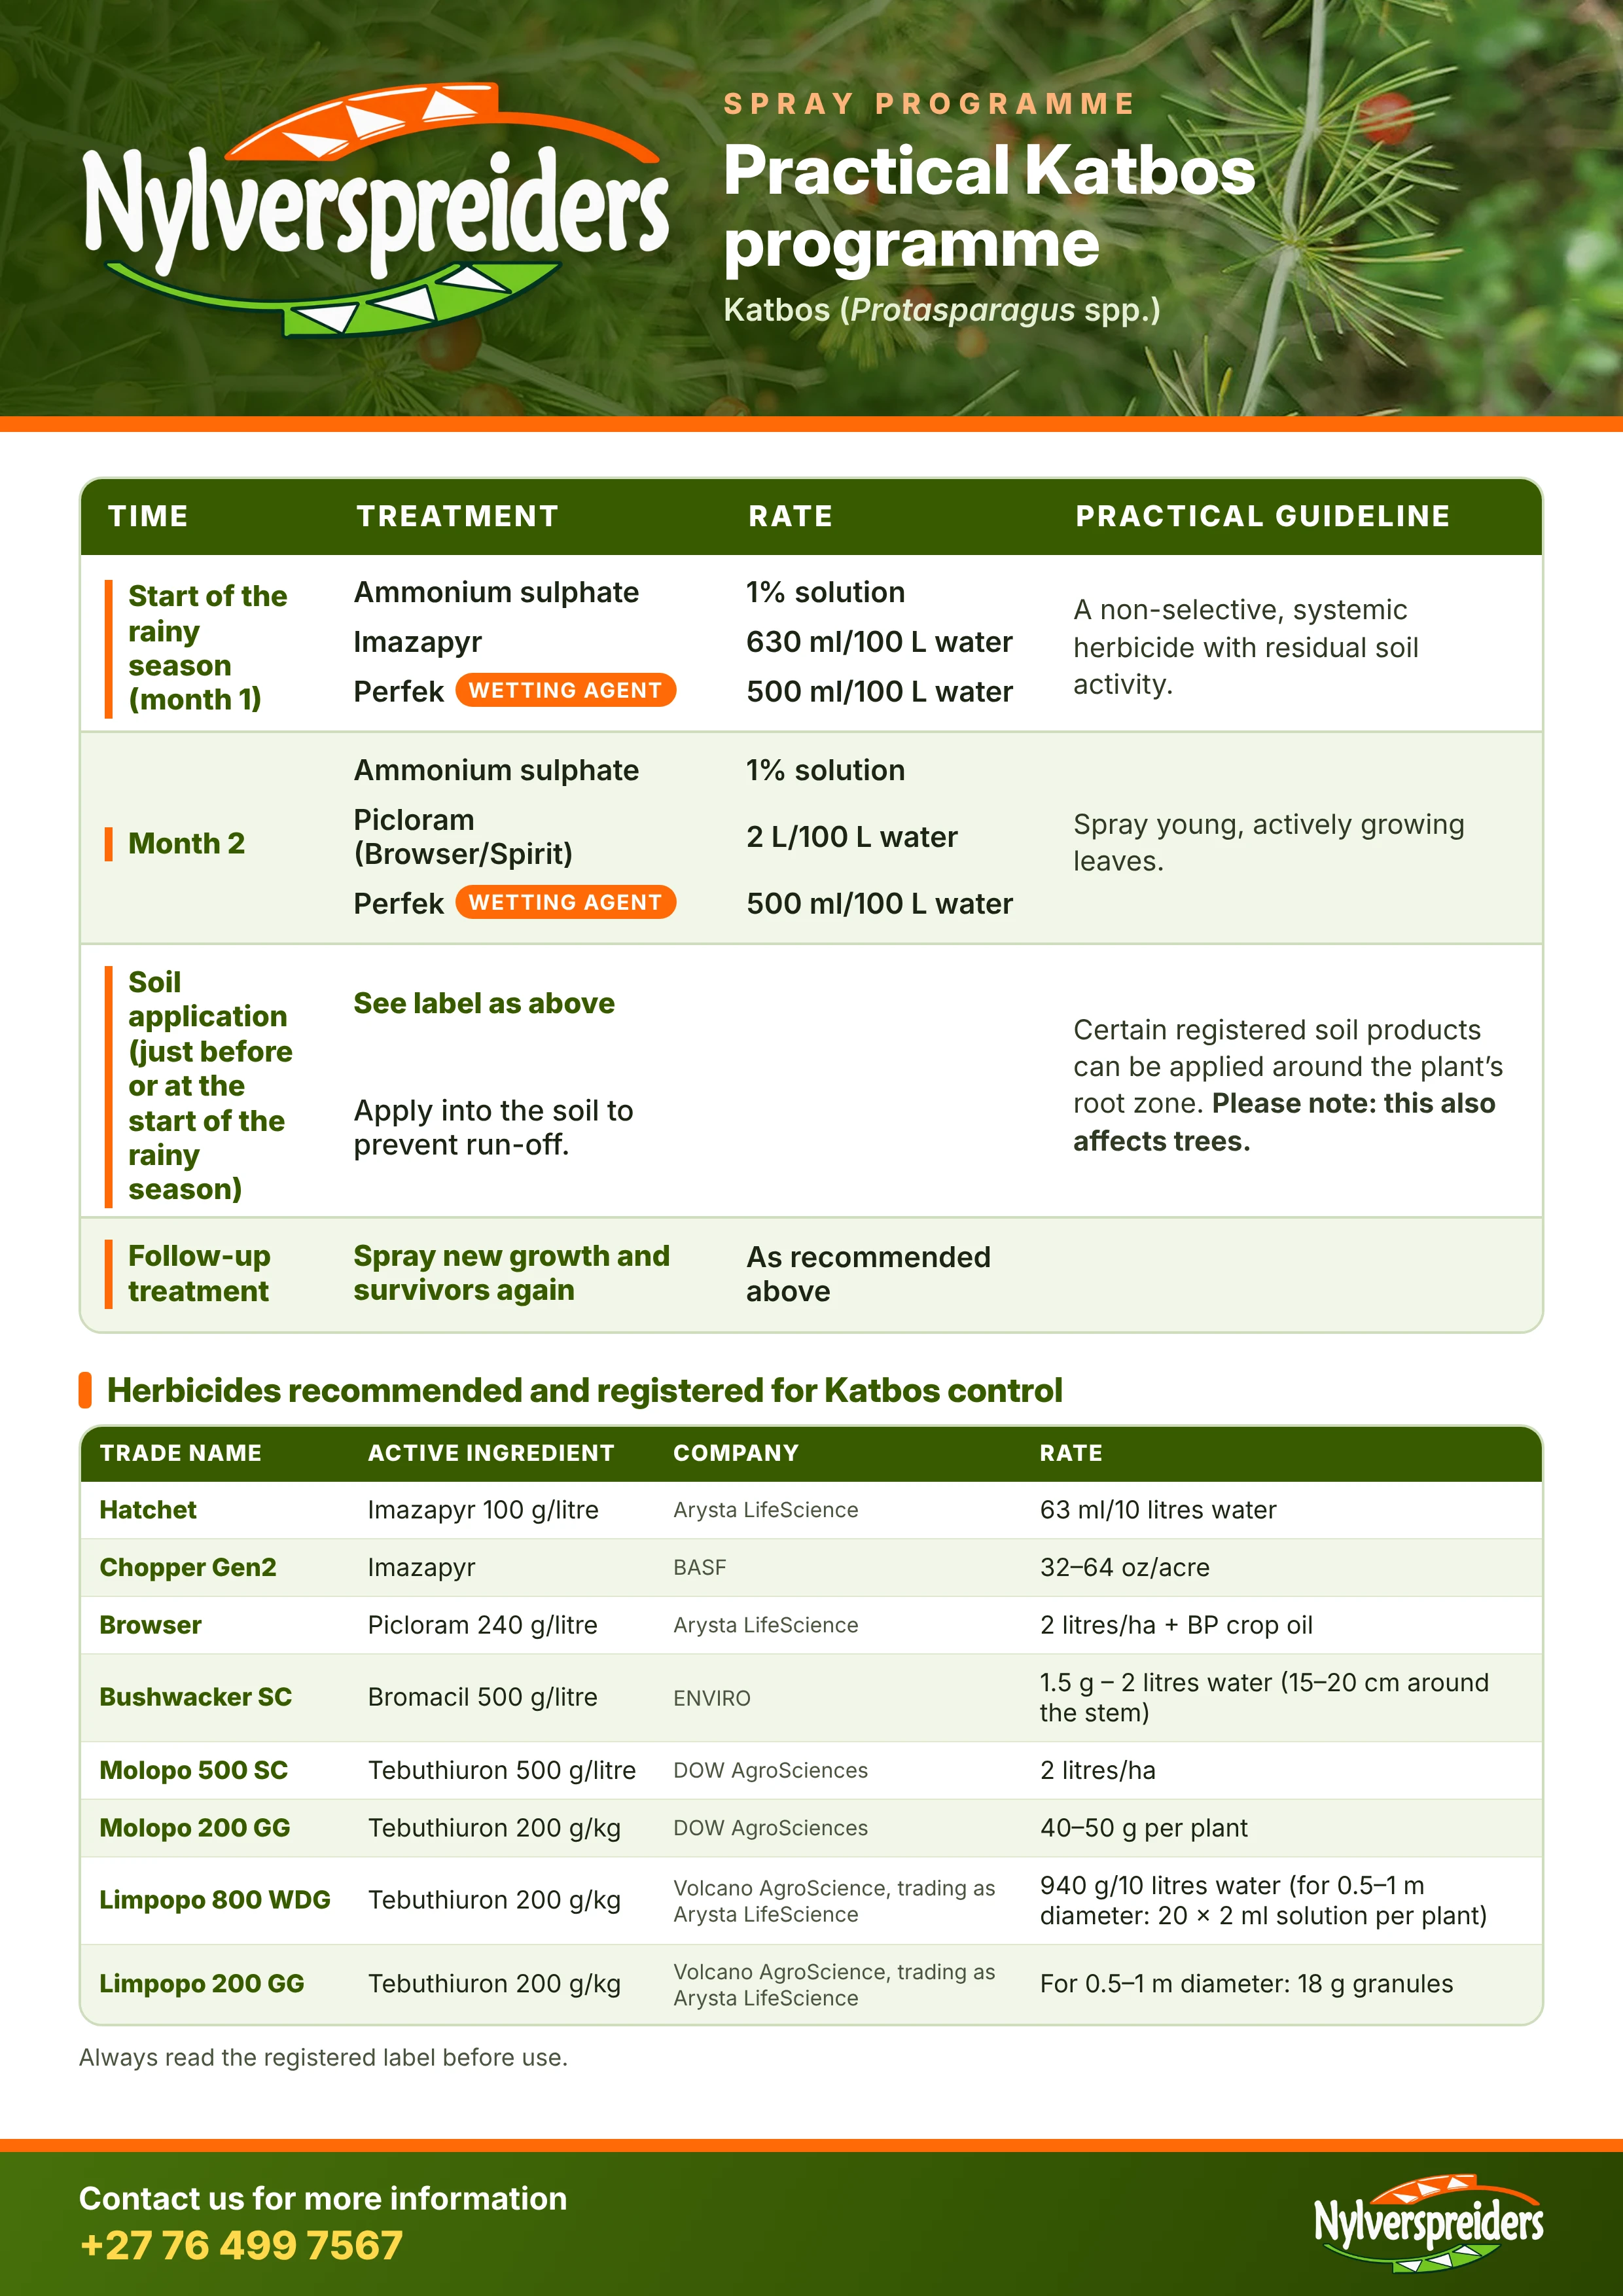 Nylverspreiders
SPRAY PROGRAMME
Practical Katbos
programme
Katbos (Protasparagus spp.)
TIME TREATMENT RATE PRACTICAL GUIDELINE
Start of the
rainy
season
(month 1)
Ammonium sulphate 1% solution
Imazapyr 630 ml/100 L water
Perfek WETTING AGENT 500 ml/100 L water
A non-selective, systemic
herbicide with residual soil
activity.
Month 2
Ammonium sulphate 1% solution
Picloram
(Browser/Spirit)
2 L/100 L water
Perfek WETTING AGENT 500 ml/100 L water
Spray young, actively growing
leaves.
Soil
application
(just before
or at the
start of the
rainy
season)
See label as above
Apply into the soil to
prevent run-off.
Certain registered soil products
can be applied around the plant’s
root zone. Please note: this also
affects trees.
Follow-up
treatment
Spray new growth and
survivors again
As recommended
above
Herbicides recommended and registered for Katbos control
TRADE NAME ACTIVE INGREDIENT COMPANY RATE
Hatchet Imazapyr 100 g/litre Arysta LifeScience 63 ml/10 litres water
Chopper Gen2 Imazapyr BASF 32–64 oz/acre
Browser Picloram 240 g/litre Arysta LifeScience 2 litres/ha + BP crop oil
Bushwacker SC Bromacil 500 g/litre ENVIRO
1.5 g – 2 litres water (15–20 cm around
the stem)
Molopo 500 SC Tebuthiuron 500 g/litre DOW AgroSciences 2 litres/ha
Molopo 200 GG Tebuthiuron 200 g/kg DOW AgroSciences 40–50 g per plant
Limpopo 800 WDG Tebuthiuron 200 g/kg
Volcano AgroScience, trading as
Arysta LifeScience
940 g/10 litres water (for 0.5–1 m
diameter: 20 × 2 ml solution per plant)
Limpopo 200 GG Tebuthiuron 200 g/kg
Volcano AgroScience, trading as
Arysta LifeScience
For 0.5–1 m diameter: 18 g granules
Always read the registered label before use.
Contact us for more information
+27 76 499 7567
Nylverspreiders